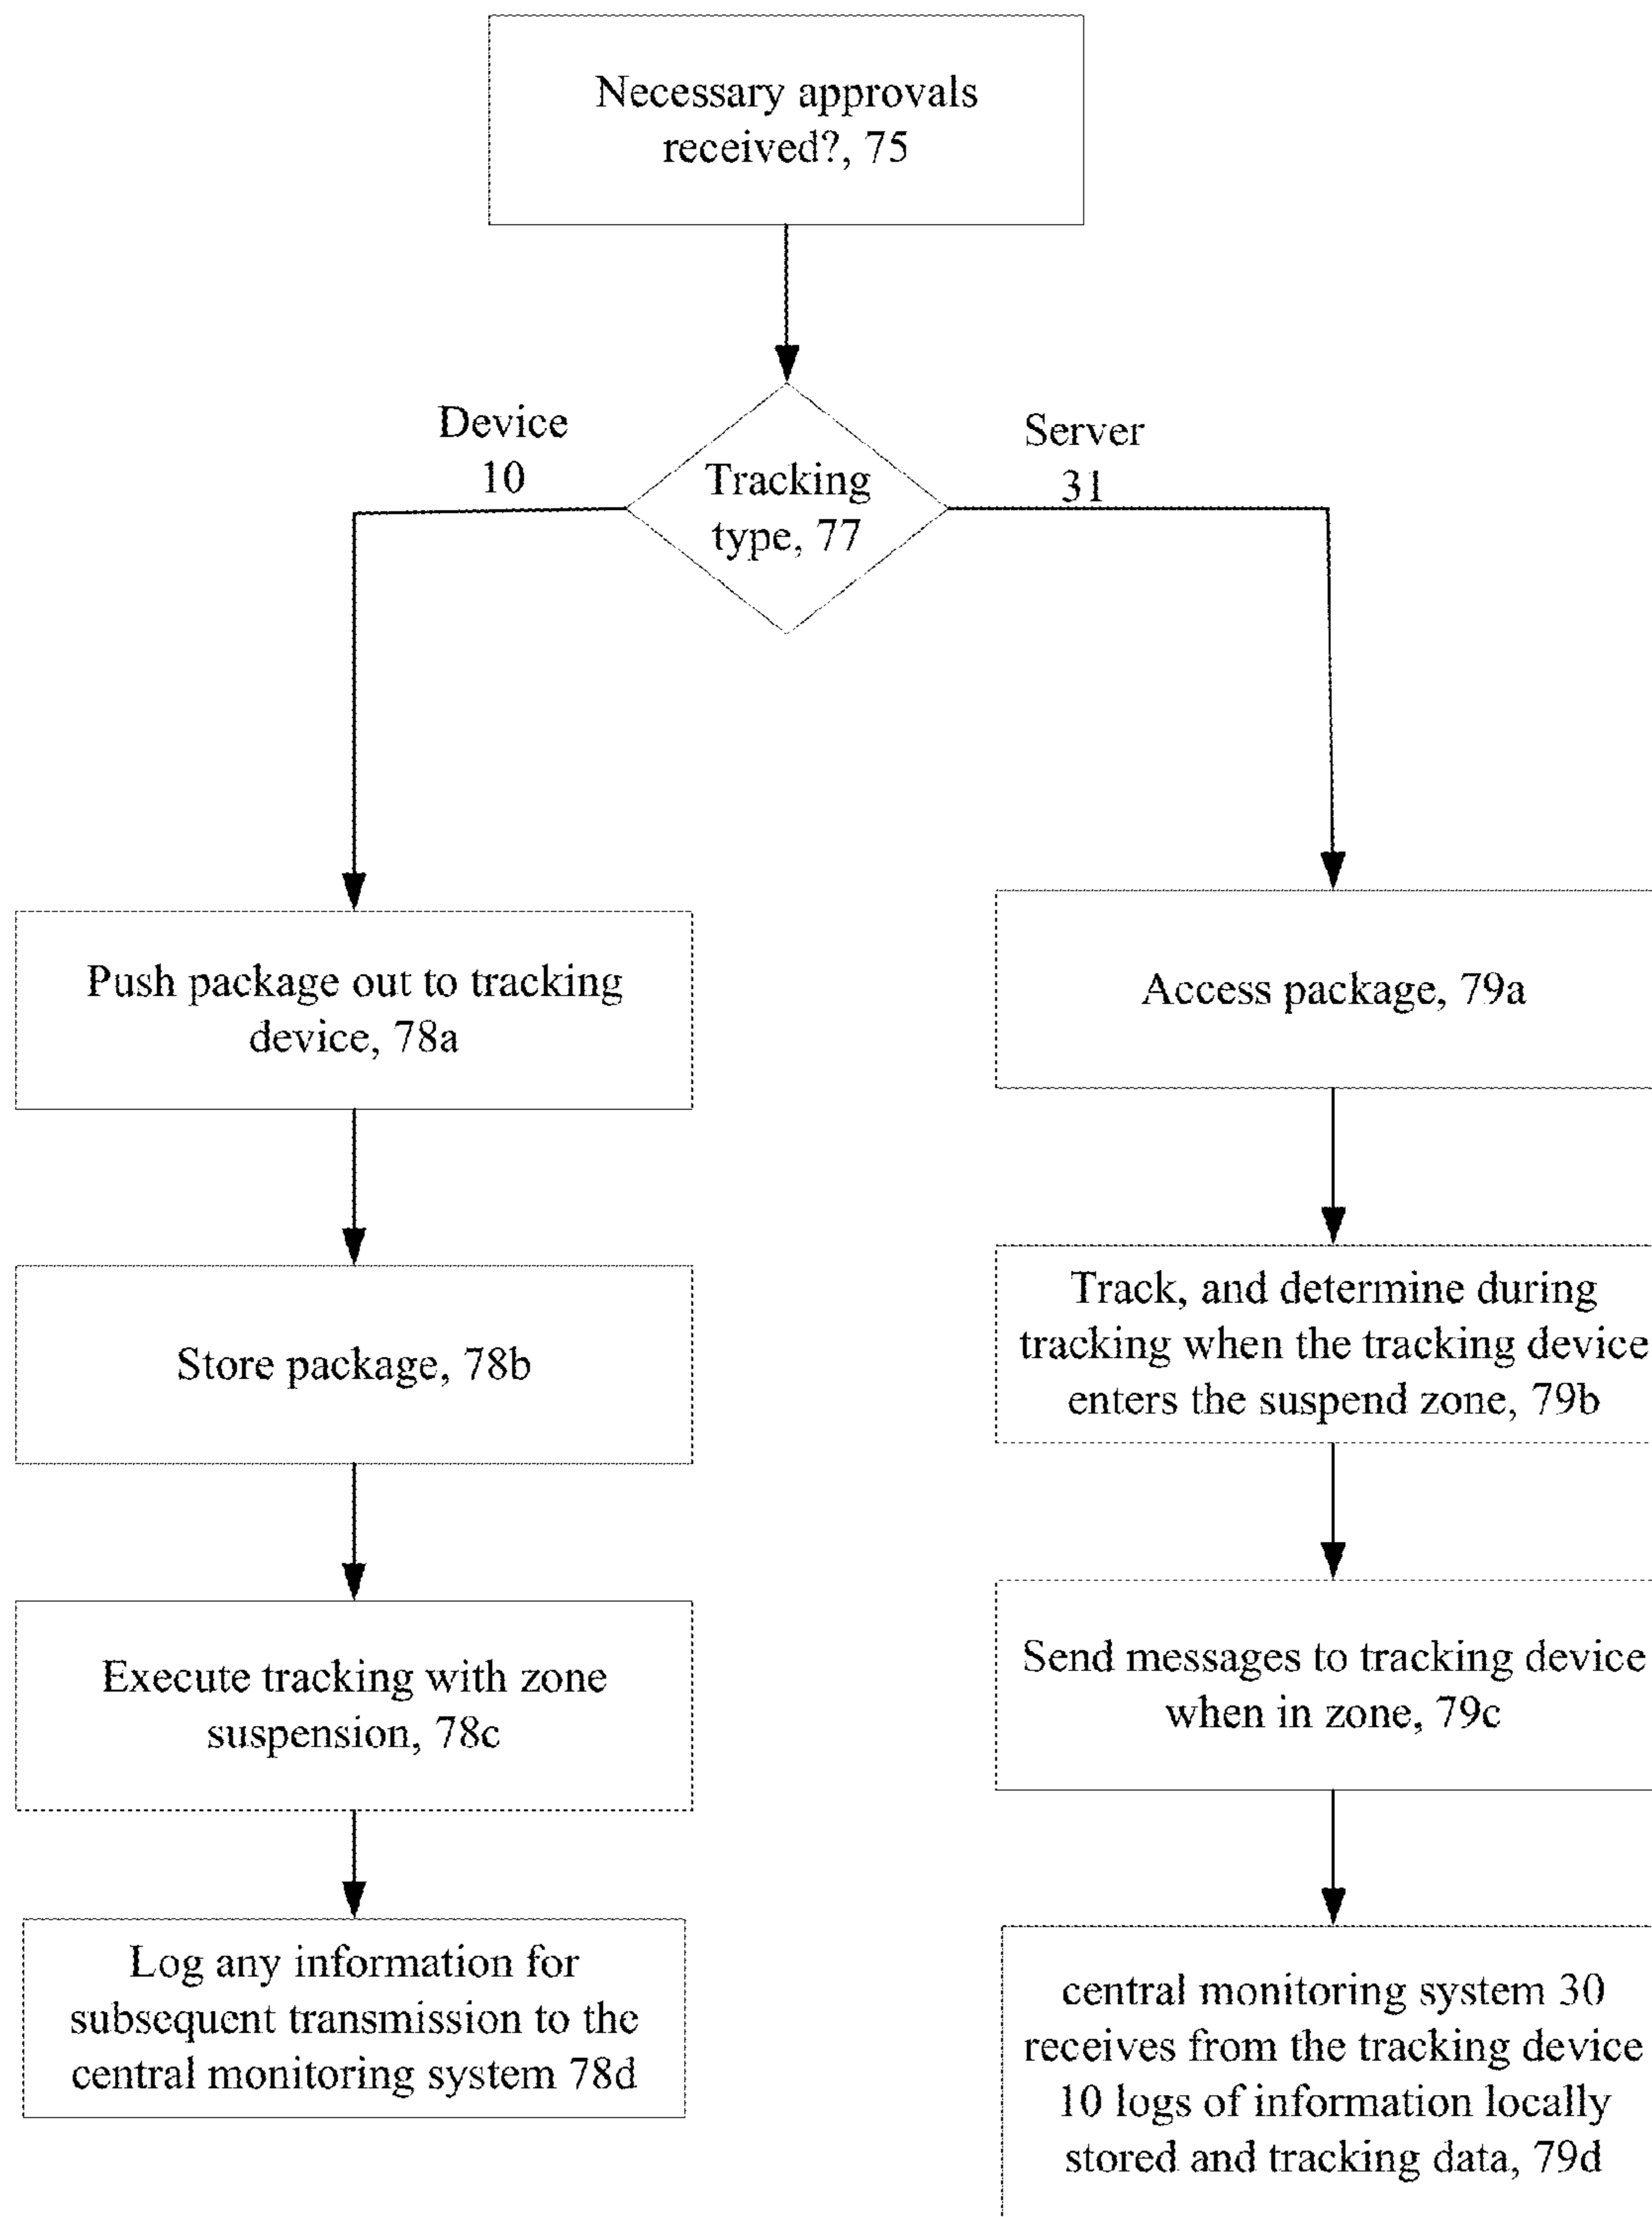 Necessary approvals
received?, 75
Device
10
Server
31
Tracking
type, 77
Push package out to tracking
device, 78a
Access package, 79a
Store package, 78b
Track, and determine during
tracking when the tracking device
enters the suspend zone, 79b
Execute tracking with zone
suspension, 78c
Send messages to tracking device
when in zone, 79c
Log any information for
subsequent transmission to the
central monitoring system 78d
central monitoring system 30
receives from the tracking device
10 logs of information locally
stored and tracking data, 79d